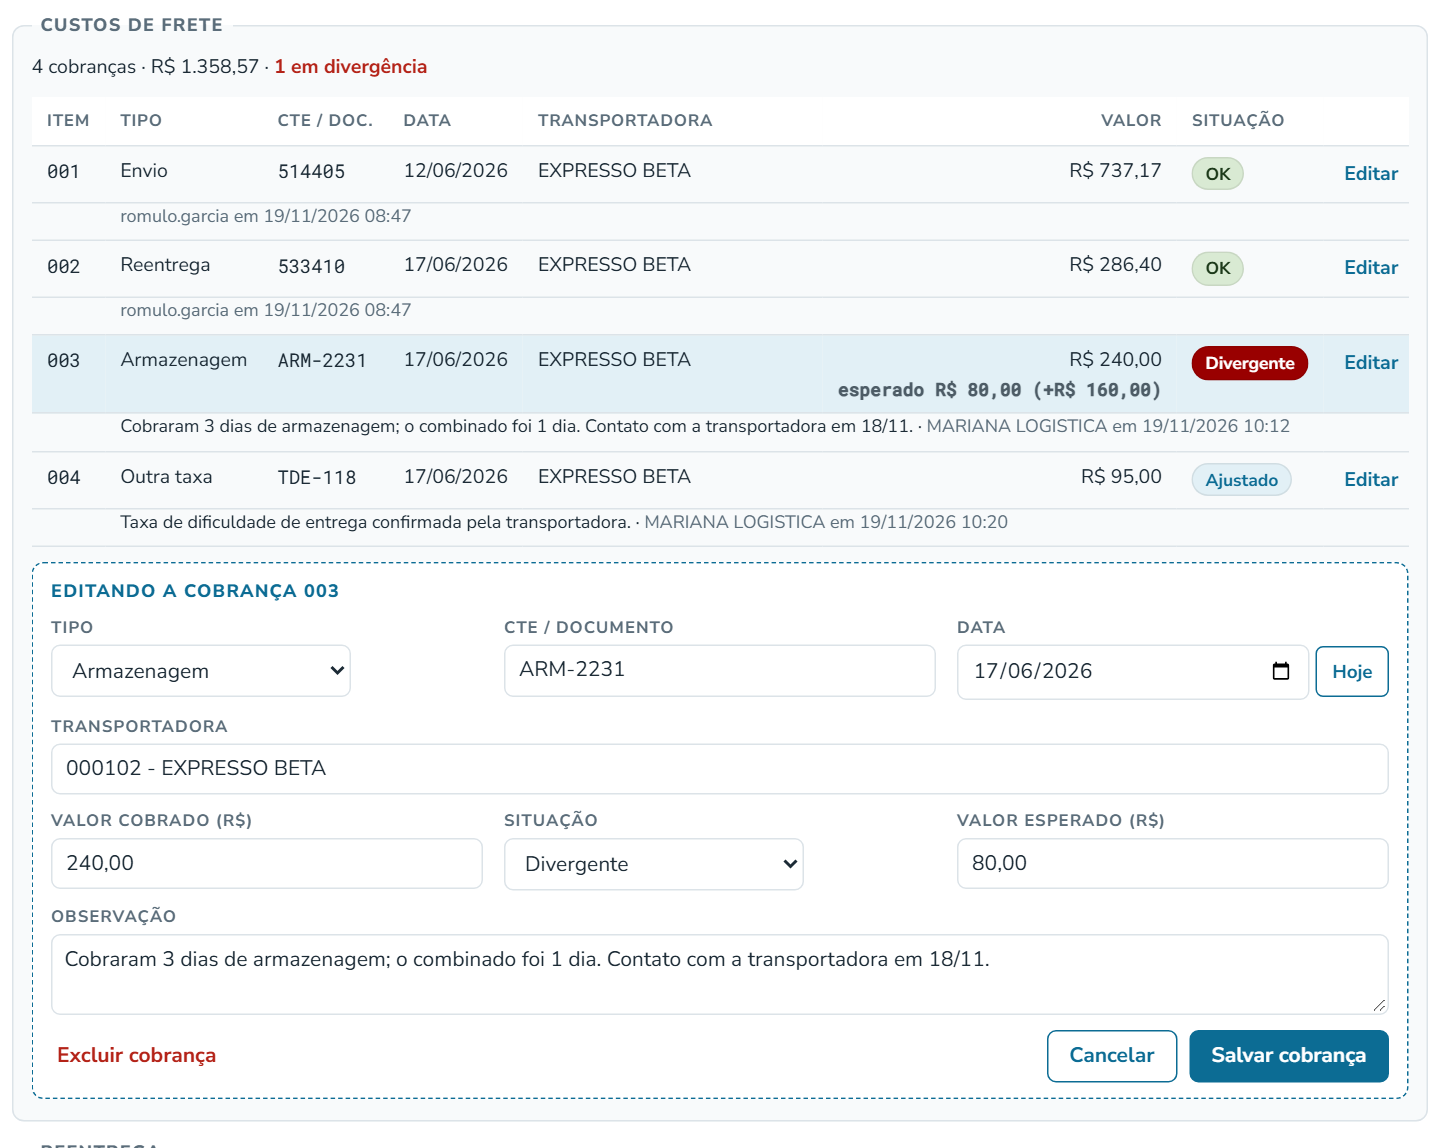 CUSTOS DE FRETE
4 cobranças · R$ 1.358,57 · 1 em divergência
ITEM TIPO CTE / DOC. DATA TRANSPORTADORA VALOR SITUAÇÃO
001 Envio 514405 12/06/2026 EXPRESSO BETA R$ 737,17 OK Editar
romulo.garcia em 19/11/2026 08:47
002 Reentrega 533410 17/06/2026 EXPRESSO BETA R$ 286,40 OK Editar
romulo.garcia em 19/11/2026 08:47
003 Armazenagem ARM-2231 17/06/2026 EXPRESSO BETA R$ 240,00 Divergente Editar
esperado R$ 80,00 (+R$ 160,00)
Cobraram 3 dias de armazenagem; o combinado foi 1 dia. Contato com a transportadora em 18/11. · MARIANA LOGISTICA em 19/11/2026 10:12
004 Outra taxa TDE-118 17/06/2026 EXPRESSO BETA R$ 95,00 Ajustado Editar
Taxa de dificuldade de entrega confirmada pela transportadora. · MARIANA LOGISTICA em 19/11/2026 10:20
EDITANDO A COBRANÇA 003
TIPO CTE / DOCUMENTO DATA
Armazenagem ARM-2231 17/06/2026 Hoje
TRANSPORTADORA
000102 - EXPRESSO BETA
VALOR COBRADO (R$) SITUAÇÃO VALOR ESPERADO (R$)
240,00 Divergente 80,00
OBSERVAÇÃO
Cobraram 3 dias de armazenagem; o combinado foi 1 dia. Contato com a transportadora em 18/11.
Excluir cobrança Cancelar Salvar cobrança